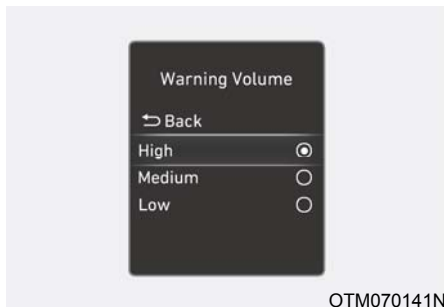 Warning Volume
Back
High
Medium
Low
OTM070141N